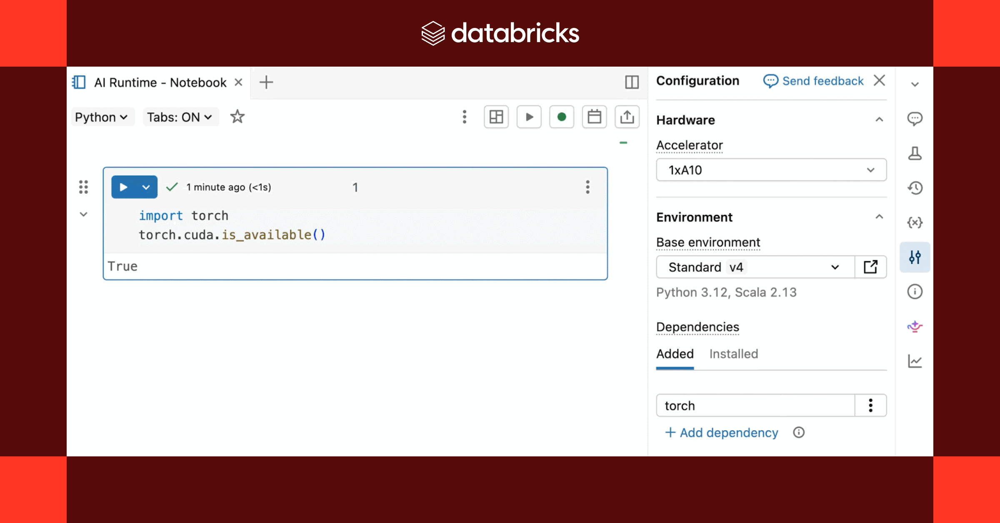 databricks
AI Runtime - Notebook
Python
Tabs: ON
1 minute ago (<1s)
1
import torch
torch.cuda.is_available()
True
Configuration
Send feedback
Hardware
Accelerator
1xA10
Environment
Base environment
Standard v4
Python 3.12, Scala 2.13
Dependencies
Added Installed
torch
+ Add dependency